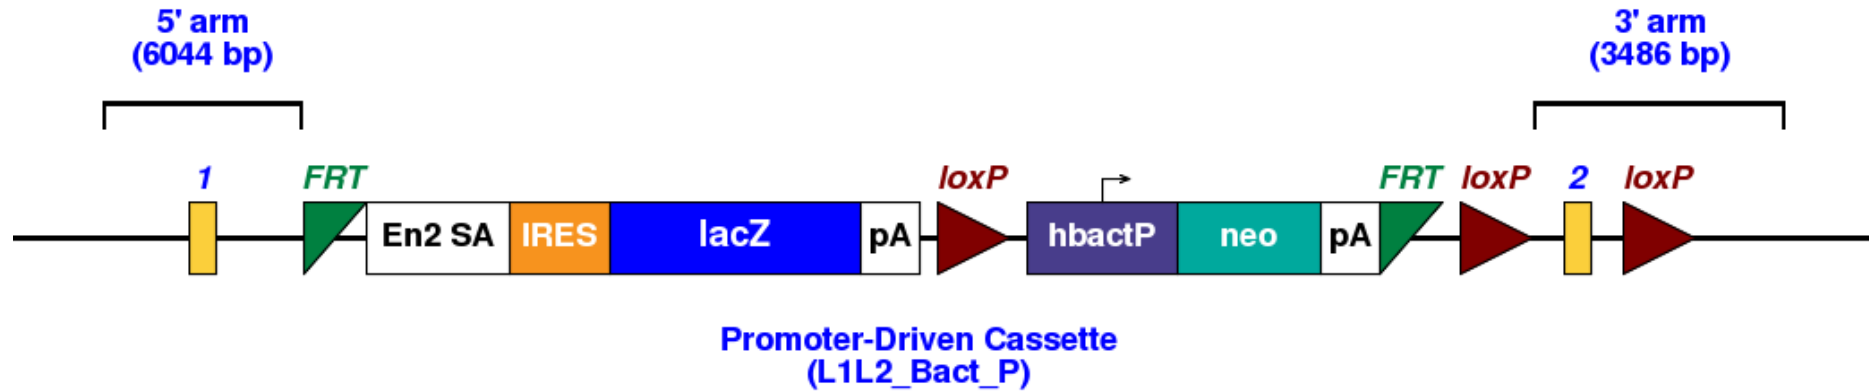 5' arm
(6044 bp)
3' arm
(3486 bp)
1
FRT
loxP
FRT
loxP
2
loxP
En2 SA
IRES
lacZ
pA
hbactP
neo
pA
Promoter-Driven Cassette
(L1L2_Bact_P)